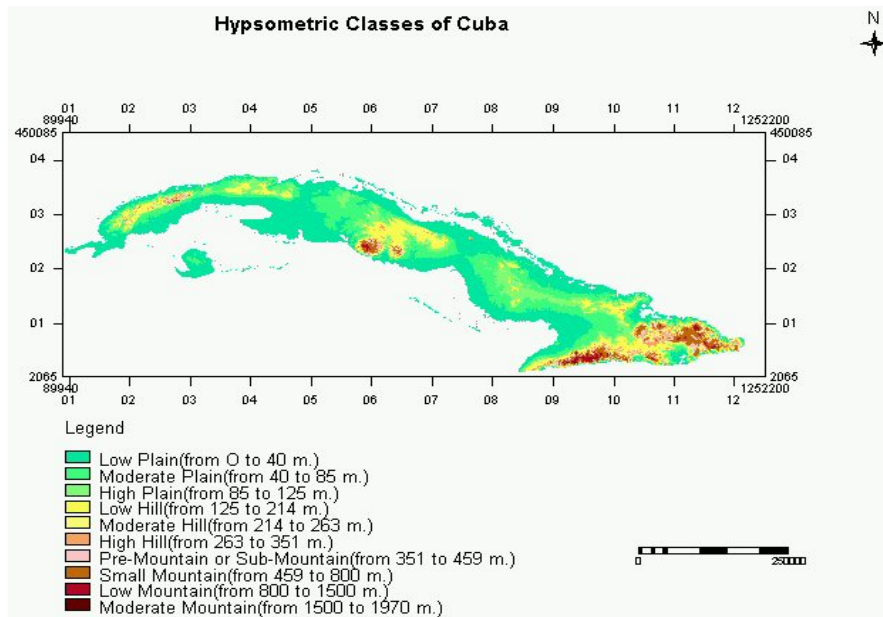 Hypsometric Classes of Cuba
N
01 02 03 04 05 06 07 08 09 10 11 12
89940 1252200
450085 450085
04 04
03 03
02 02
01 01
2065 2065
89940 1252200
01 02 03 04 05 06 07 08 09 10 11 12
Legend
Low Plain(from O to 40 m.)
Moderate Plain(from 40 to 85 m.)
High Plain(from 85 to 125 m.)
Low Hill(from 125 to 214 m.)
Moderate Hill(from 214 to 263 m.)
High Hill(from 263 to 351 m.)
Pre-Mountain or Sub-Mountain(from 351 to 459 m.)
Small Mountain(from 459 to 800 m.)
Low Mountain(from 800 to 1500 m.)
Moderate Mountain(from 1500 to 1970 m.)
0 250000